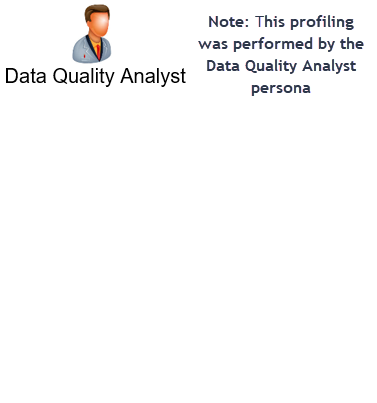 Data Quality Analyst
Note: This profiling
was performed by the
Data Quality Analyst
persona